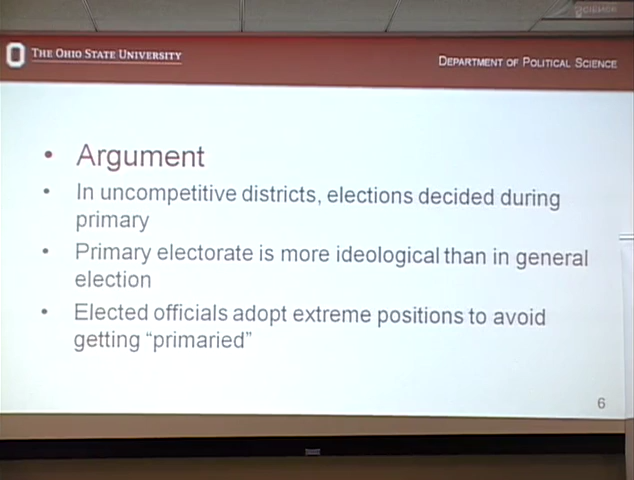 THE OHIO STATE UNIVERSITY
DEPARTMENT OF POLITICAL SCIENCE
• Argument
• In uncompetitive districts, elections decided during
primary
• Primary electorate is more ideological than in general
election
• Elected officials adopt extreme positions to avoid
getting “primaried”
6